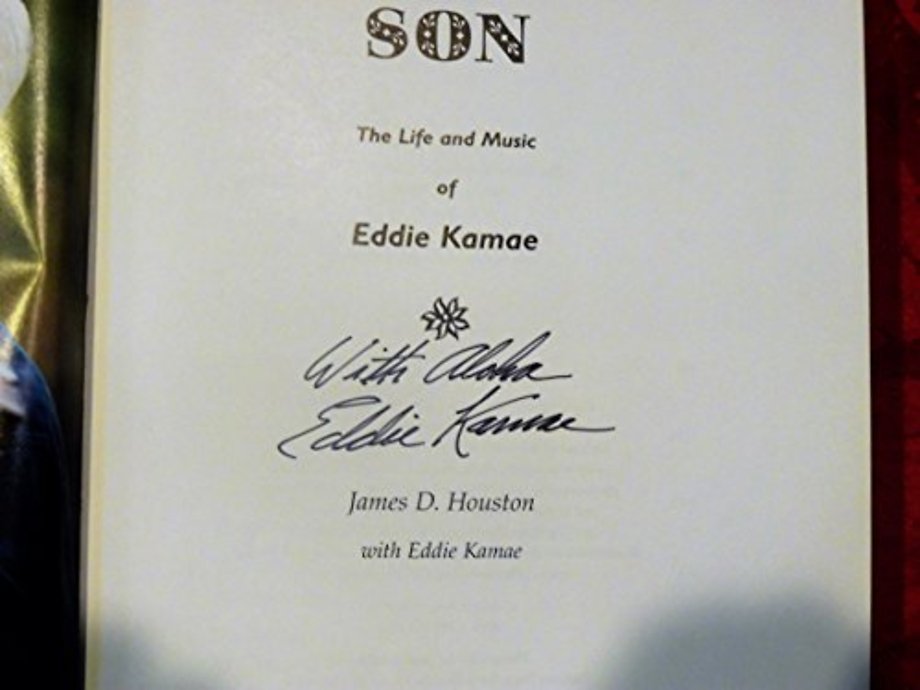 SON
The Life and Music
of
Eddie Kamae
With Aloha
Eddie Kamae
James D. Houston
with Eddie Kamae